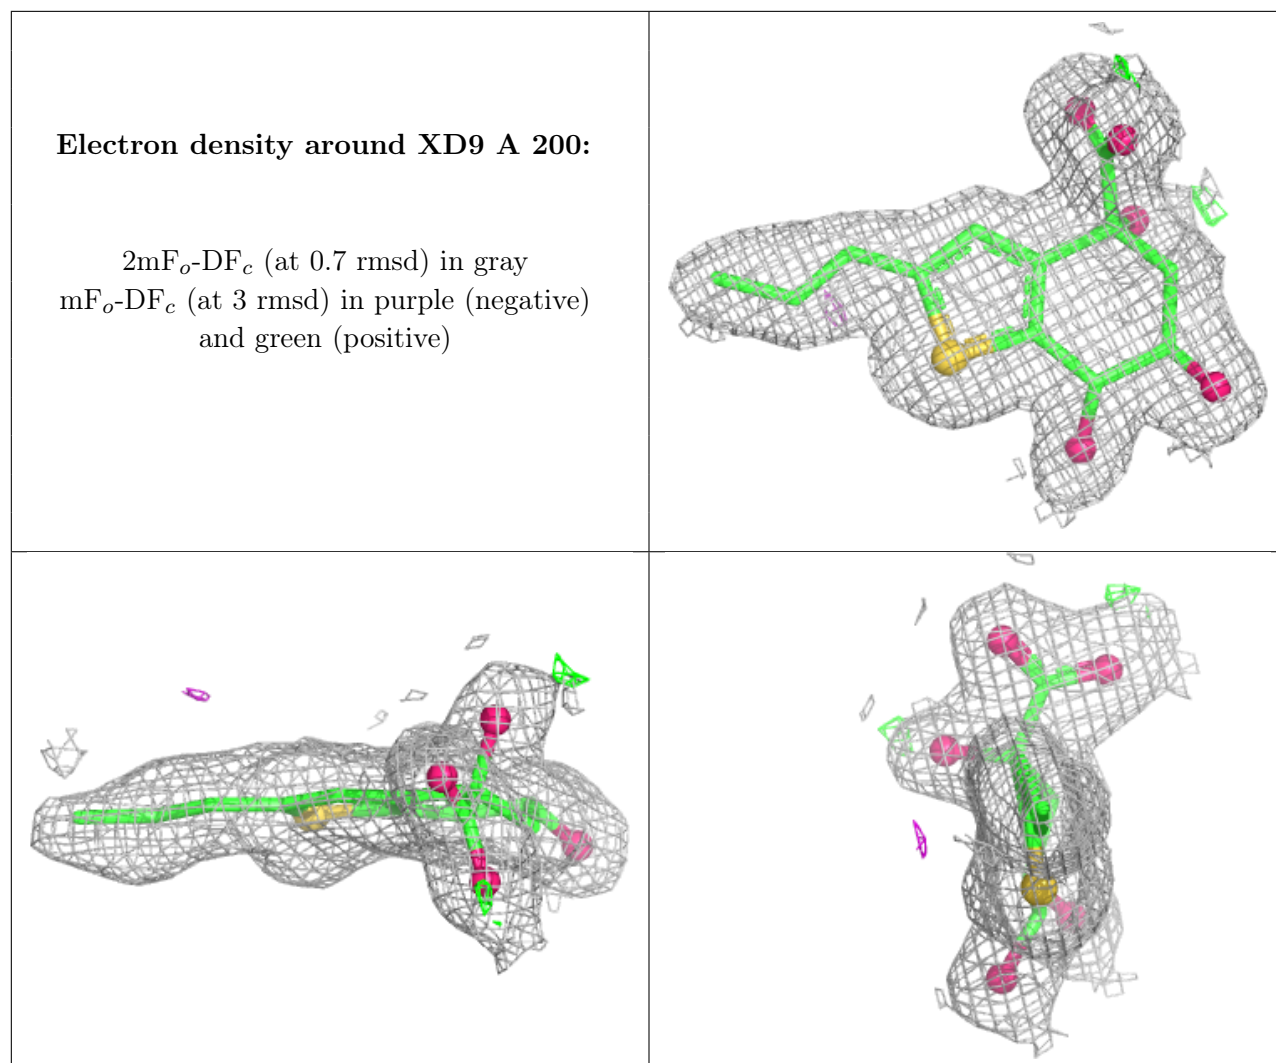 Electron density around XD9 A 200:
2mFo-DFc (at 0.7 rmsd) in gray
mFo-DFc (at 3 rmsd) in purple (negative)
and green (positive)